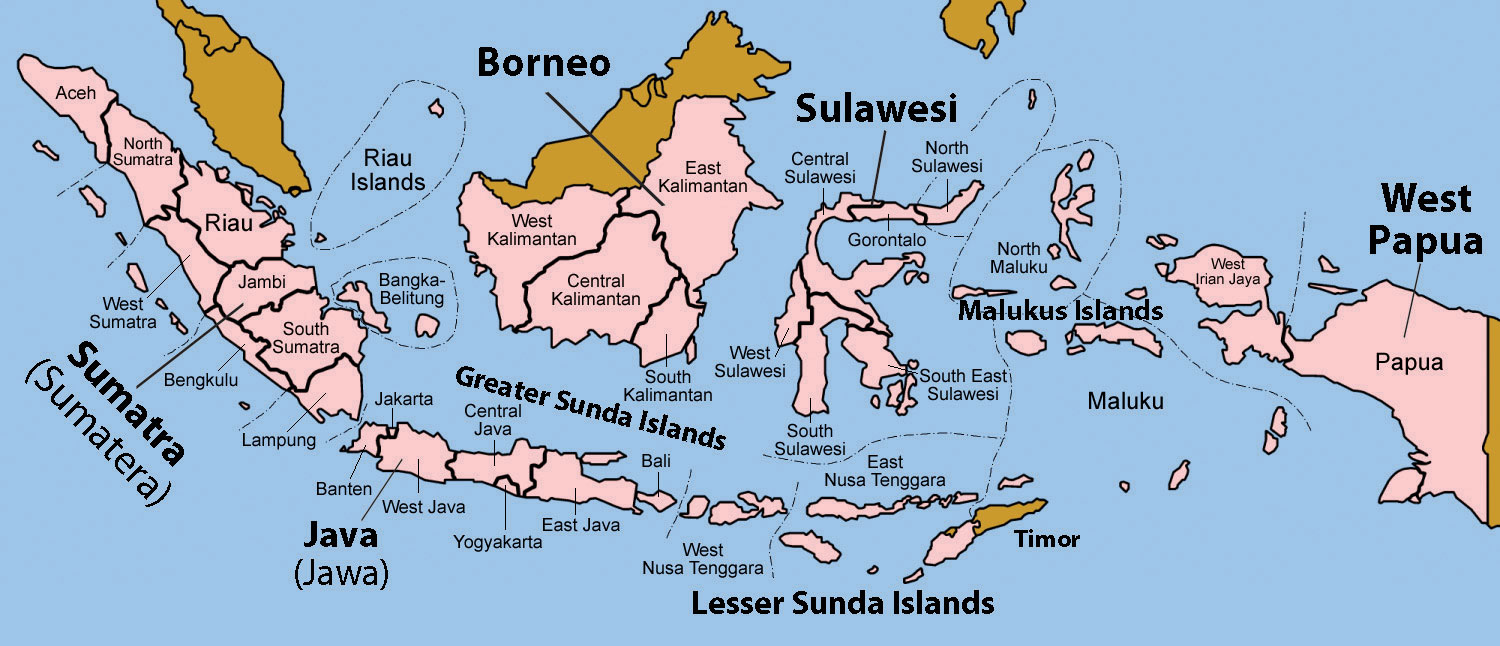 Borneo
Sulawesi
Aceh
North
Sumatra
Riau
Islands
Central
Sulawesi
North
Sulawesi
East
Kalimantan
West
Papua
Riau
West
Kalimantan
Gorontalo
North
Maluku
West
Irian Jaya
Jambi
Bangka-
Belitung
Central
Kalimantan
Malukus Islands
West
Sumatra
South
Sumatra
Papua
West
Sulawesi
South East
Sulawesi
Bengkulu
South
Kalimantan
Sumatra
(Sumatera)
Greater Sunda Islands
Maluku
Jakarta
Central
Java
Lampung
South
Sulawesi
Bali
East
Nusa Tenggara
Banten
West Java
East Java
Yogyakarta
Java
(Jawa)
West
Nusa Tenggara
Timor
Lesser Sunda Islands